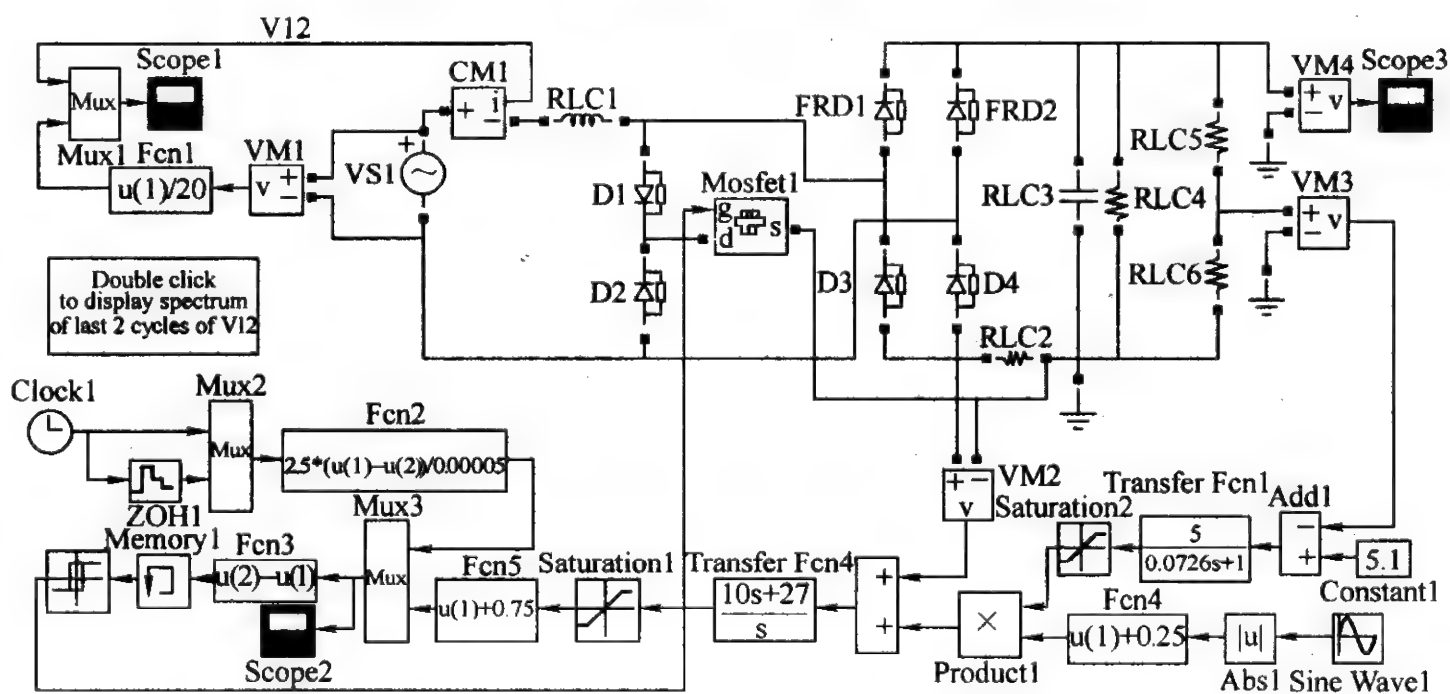 V12
Scope1
Mux
Mux1
Fcn1
u(1)/20
VM1
v
+
−
VS1
+
CM1
+
i
−
RLC1
D1
D2
Mosfet1
g
d
s
FRD1
FRD2
D3
D4
RLC2
RLC3
RLC4
RLC5
RLC6
VM4
+
−
v
Scope3
VM3
+
−
v
Double click
to display spectrum
of last 2 cycles of V12
Clock1
ZOH1
Mux2
Mux
Fcn2
2.5*(u(1)−u(2))/0.00005
Mux3
Mux
Memory1
Fcn3
u(2)−u(1)
Scope2
Fcn5
u(1)+0.75
Saturation1
Transfer Fcn4
10s+27
s
+
+
VM2
+
−
v
Saturation2
Transfer Fcn1
5
0.0726s+1
Add1
−
+
5.1
Constant1
×
Product1
Fcn4
u(1)+0.25
|u|
Abs1
Sine Wave1